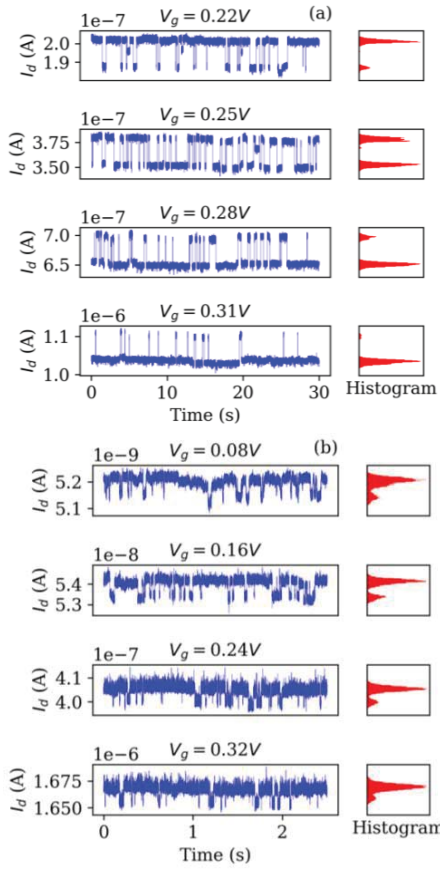 1e−7 V_g = 0.22V (a)
2.0
1.9
I_d (A)
1e−7 V_g = 0.25V
3.75
3.50
I_d (A)
1e−7 V_g = 0.28V
7.0
6.5
I_d (A)
1e−6 V_g = 0.31V
1.1
1.0
I_d (A)
0 10 20 30
Time (s)
Histogram
1e−9 V_g = 0.08V (b)
5.2
5.1
I_d (A)
1e−8 V_g = 0.16V
5.4
5.3
I_d (A)
1e−7 V_g = 0.24V
4.1
4.0
I_d (A)
1e−6 V_g = 0.32V
1.675
1.650
I_d (A)
0 1 2
Time (s)
Histogram